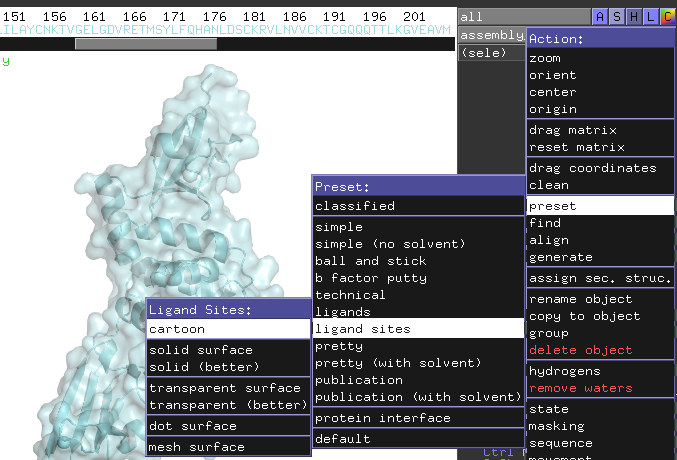 151 156 161 166 171 176 181 186 191 196 201
ILAYCNKTVGELGDVRETMSYLFQHANLDSCKRVLNVVCKTCGQQQTTLKGVEAVM
y
all
A S H L C
assembly
(sele)
Action:
zoom
orient
center
origin
drag matrix
reset matrix
drag coordinates
clean
preset
find
align
generate
assign sec. struc.
rename object
copy to object
group
delete object
hydrogens
remove waters
state
masking
sequence
movement
Preset:
classified
simple
simple (no solvent)
ball and stick
b factor putty
technical
ligands
ligand sites
pretty
pretty (with solvent)
publication
publication (with solvent)
protein interface
default
Ligand Sites:
cartoon
solid surface
solid (better)
transparent surface
transparent (better)
dot surface
mesh surface
Ctrl